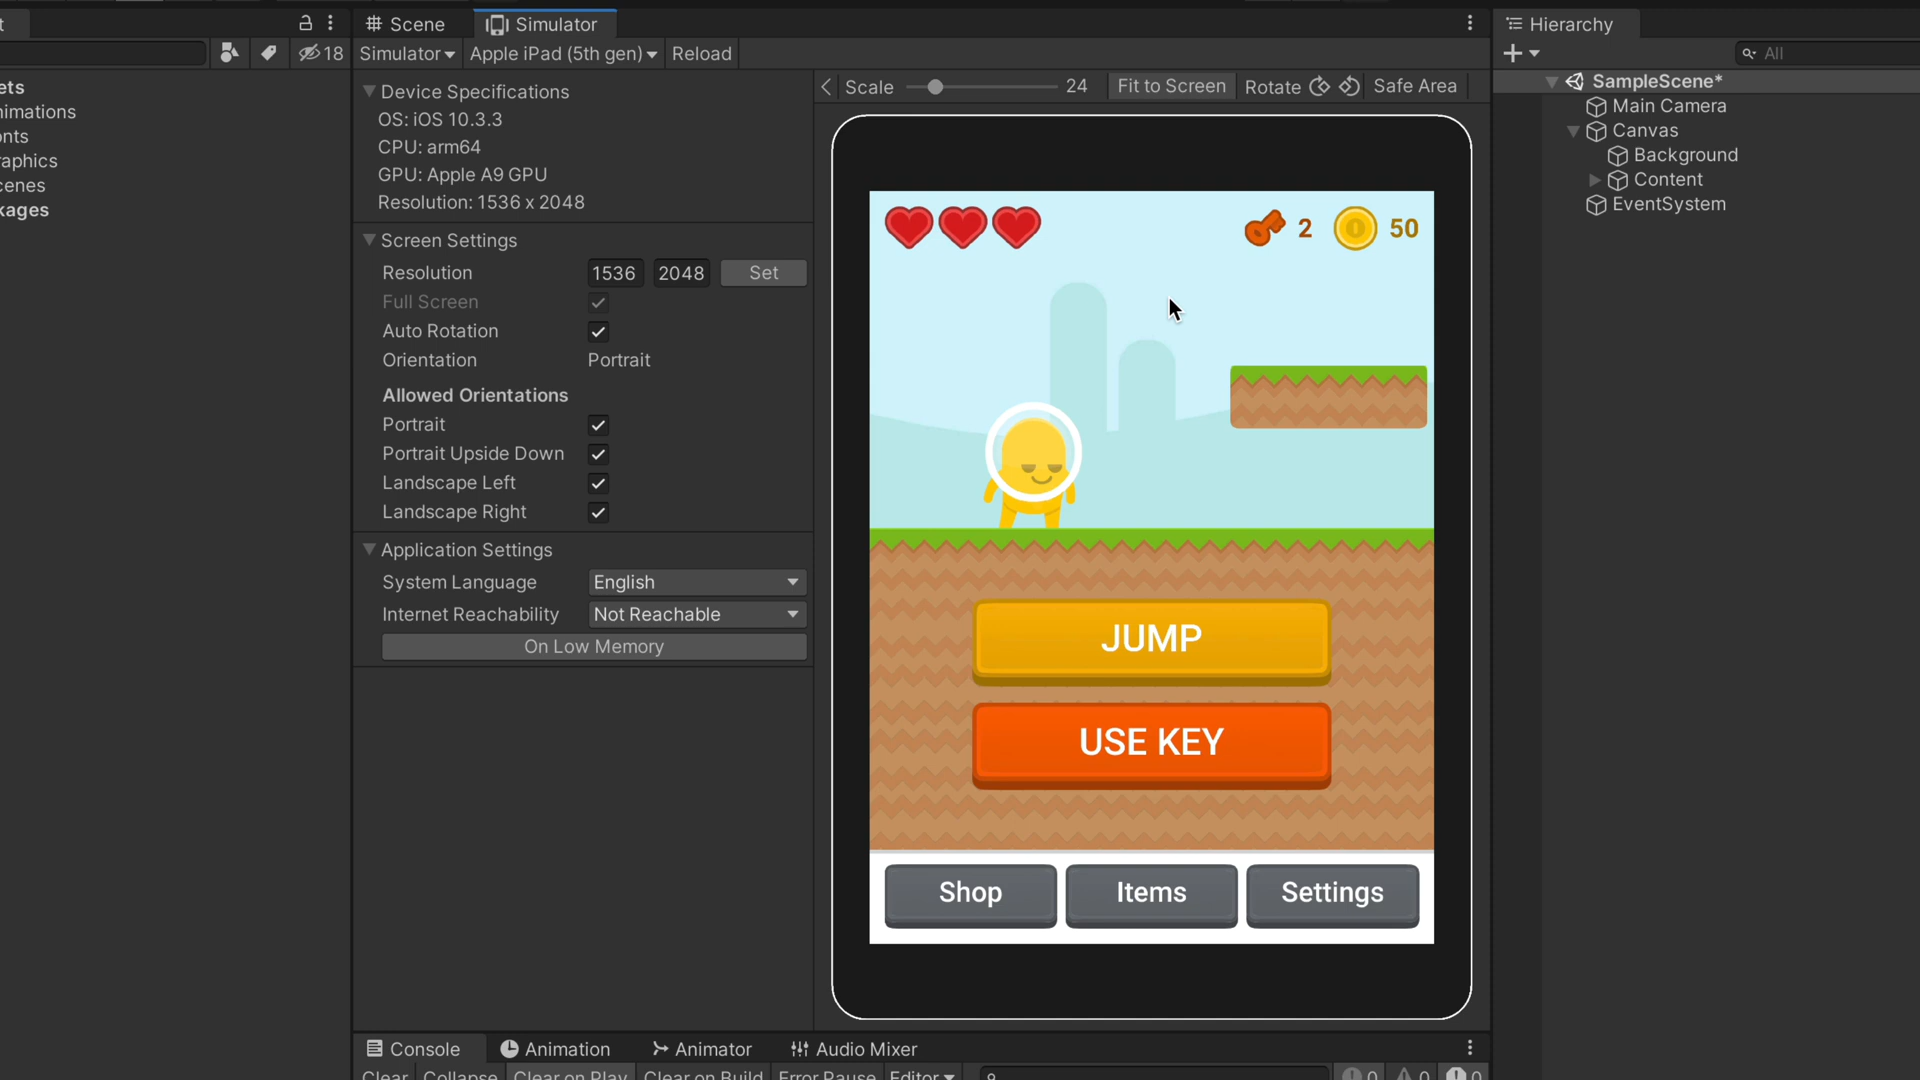 t
Scene
Simulator
Hierarchy
18
Simulator
Apple iPad (5th gen)
Reload
All
ets
nimations
onts
raphics
cenes
kages
Device Specifications
OS: iOS 10.3.3
CPU: arm64
GPU: Apple A9 GPU
Resolution: 1536 x 2048
Screen Settings
Resolution 1536 2048 Set
Full Screen
Auto Rotation
Orientation Portrait
Allowed Orientations
Portrait
Portrait Upside Down
Landscape Left
Landscape Right
Application Settings
System Language English
Internet Reachability Not Reachable
On Low Memory
Scale 24 Fit to Screen Rotate Safe Area
2 50
JUMP
USE KEY
Shop Items Settings
SampleScene*
Main Camera
Canvas
Background
Content
EventSystem
Console Animation Animator Audio Mixer
Clear Collapse Clear on Play Clear on Build Error Pause Editor 0 0 0